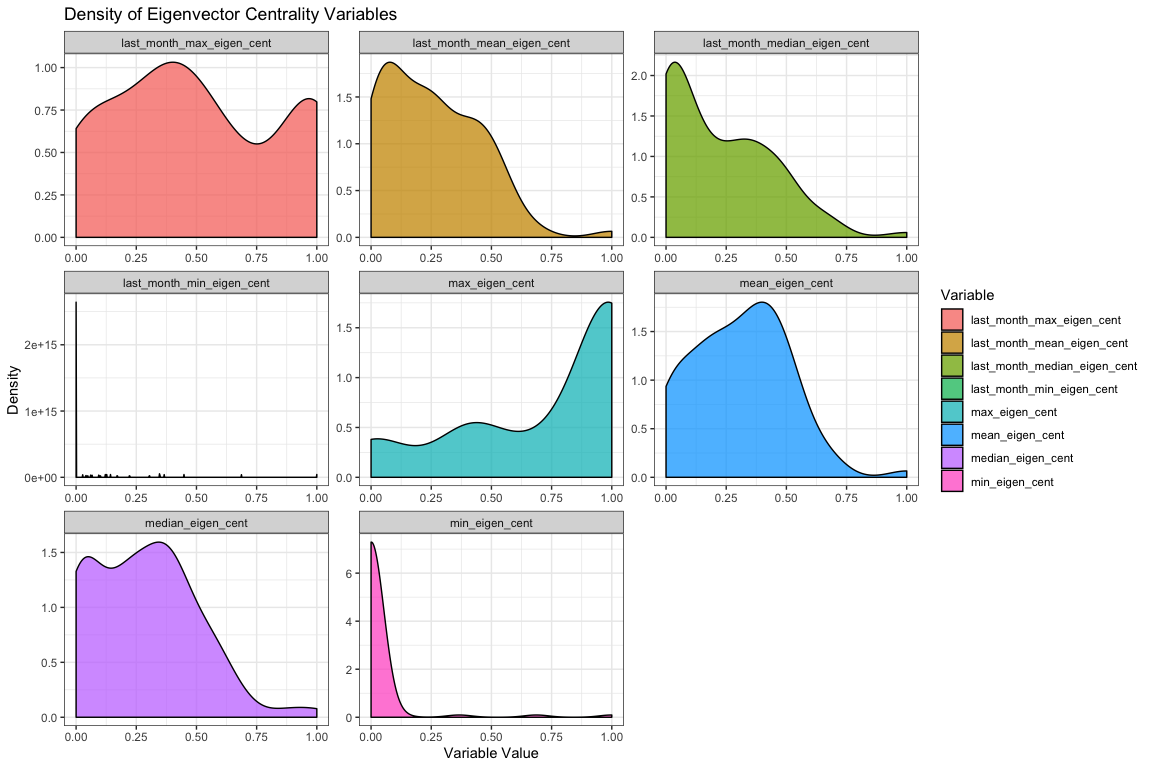 Density of Eigenvector Centrality Variables
last_month_max_eigen_cent
last_month_mean_eigen_cent
last_month_median_eigen_cent
1.00
0.75
0.50
0.25
0.00
0.00 0.25 0.50 0.75 1.00
1.5
1.0
0.5
0.0
0.00 0.25 0.50 0.75 1.00
2.0
1.5
1.0
0.5
0.0
0.00 0.25 0.50 0.75 1.00
last_month_min_eigen_cent
max_eigen_cent
mean_eigen_cent
Density
2e+15
1e+15
0e+00
0.00 0.25 0.50 0.75 1.00
1.5
1.0
0.5
0.0
0.00 0.25 0.50 0.75 1.00
1.5
1.0
0.5
0.0
0.00 0.25 0.50 0.75 1.00
median_eigen_cent
min_eigen_cent
1.5
1.0
0.5
0.0
0.00 0.25 0.50 0.75 1.00
6
4
2
0
0.00 0.25 0.50 0.75 1.00
Variable Value
Variable
last_month_max_eigen_cent
last_month_mean_eigen_cent
last_month_median_eigen_cent
last_month_min_eigen_cent
max_eigen_cent
mean_eigen_cent
median_eigen_cent
min_eigen_cent